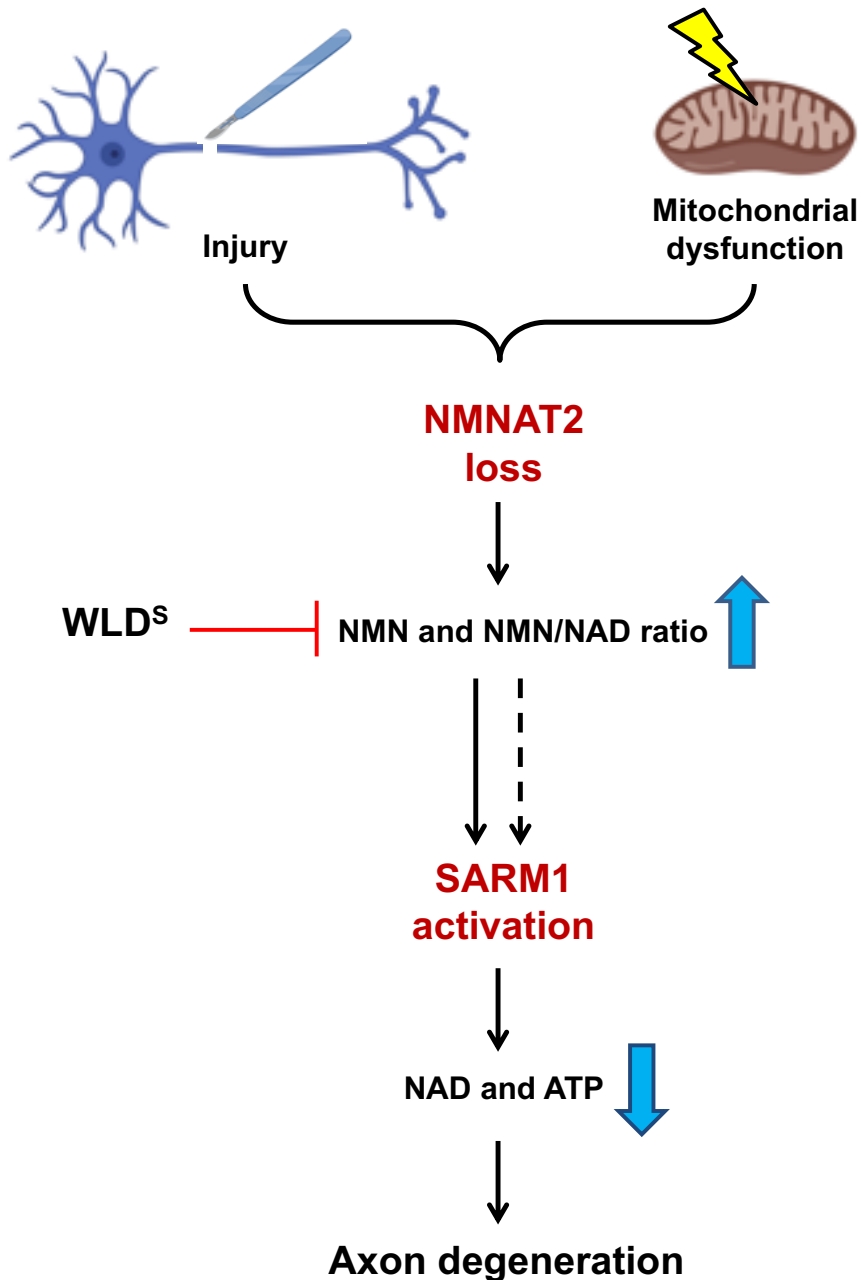 Injury
Mitochondrial
dysfunction
NMNAT2
loss
WLDˢ
NMN and NMN/NAD ratio
SARM1
activation
NAD and ATP
Axon degeneration